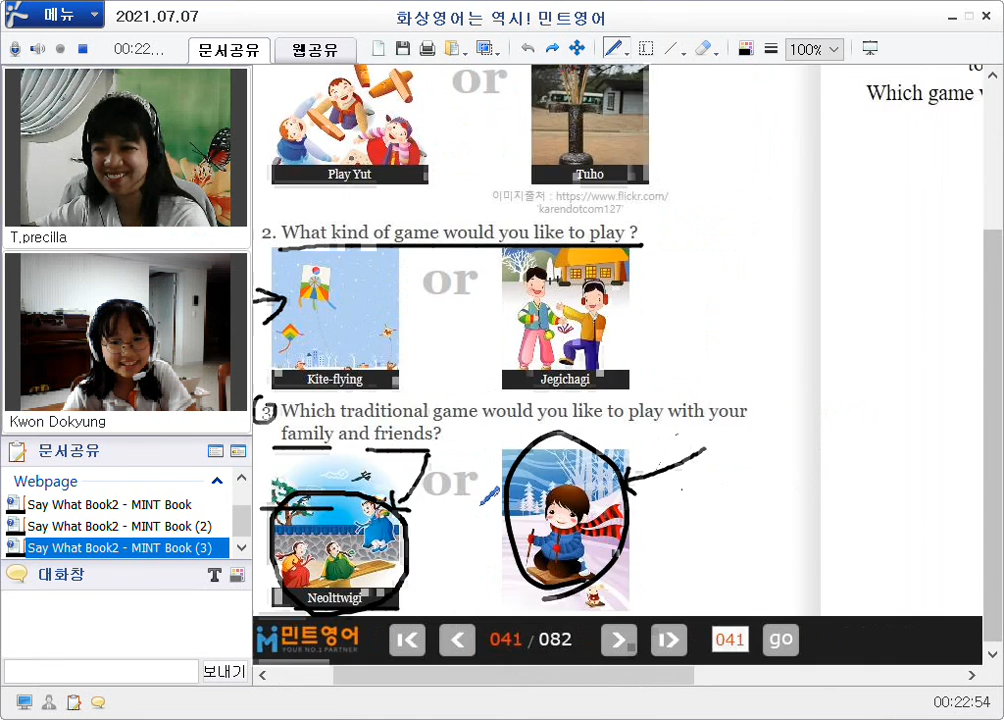 메뉴
2021.07.07
화상영어는 역시! 민트영어
00:22...
문서공유
웹공유
100%
T.precilla
Kwon Dokyung
문서공유
Webpage
Say What Book2 - MINT Book
Say What Book2 - MINT Book (2)
Say What Book2 - MINT Book (3)
대화창
보내기
or
Play Yut
Tuho
이미지출처 : https://www.flickr.com/
'karendotcom127'
2. What kind of game would you like to play ?
or
Kite-flying
Jegichagi
3. Which traditional game would you like to play with your
family and friends?
or
Neolttwigi
Which game
민트영어
YOUR NO.1 PARTNER
041 / 082
041
go
00:22:54